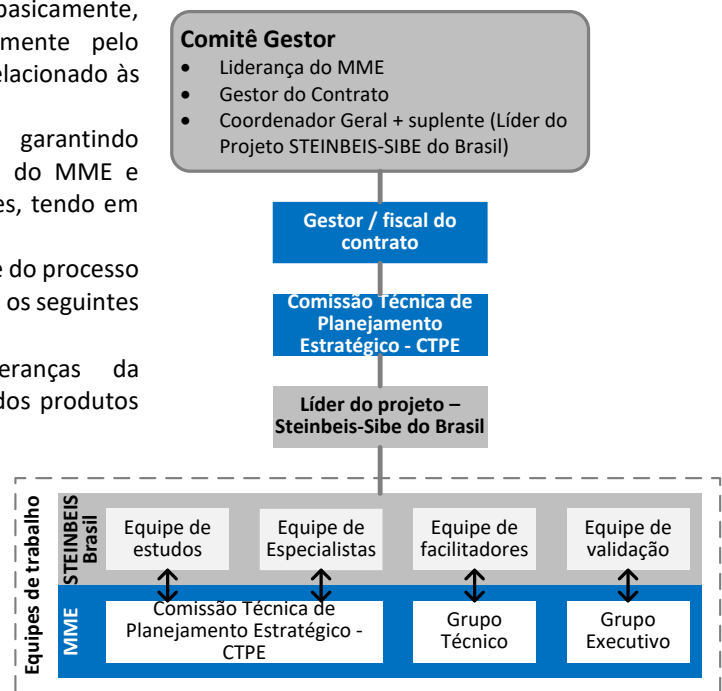 basicamente,
mente pelo
elacionado às
garantindo
do MME e
es, tendo em
e do processo
os seguintes
eranças da
dos produtos
Comitê Gestor
• Liderança do MME
• Gestor do Contrato
• Coordenador Geral + suplente (Líder do
Projeto STEINBEIS-SIBE do Brasil)
Gestor / fiscal do
contrato
Comissão Técnica de
Planejamento
Estratégico - CTPE
Líder do projeto –
Steinbeis-Sibe do Brasil
Equipes de trabalho
STEINBEIS
Brasil
Equipe de
estudos
Equipe de
Especialistas
Equipe de
facilitadores
Equipe de
validação
MME
Comissão Técnica de
Planejamento Estratégico -
CTPE
Grupo
Técnico
Grupo
Executivo